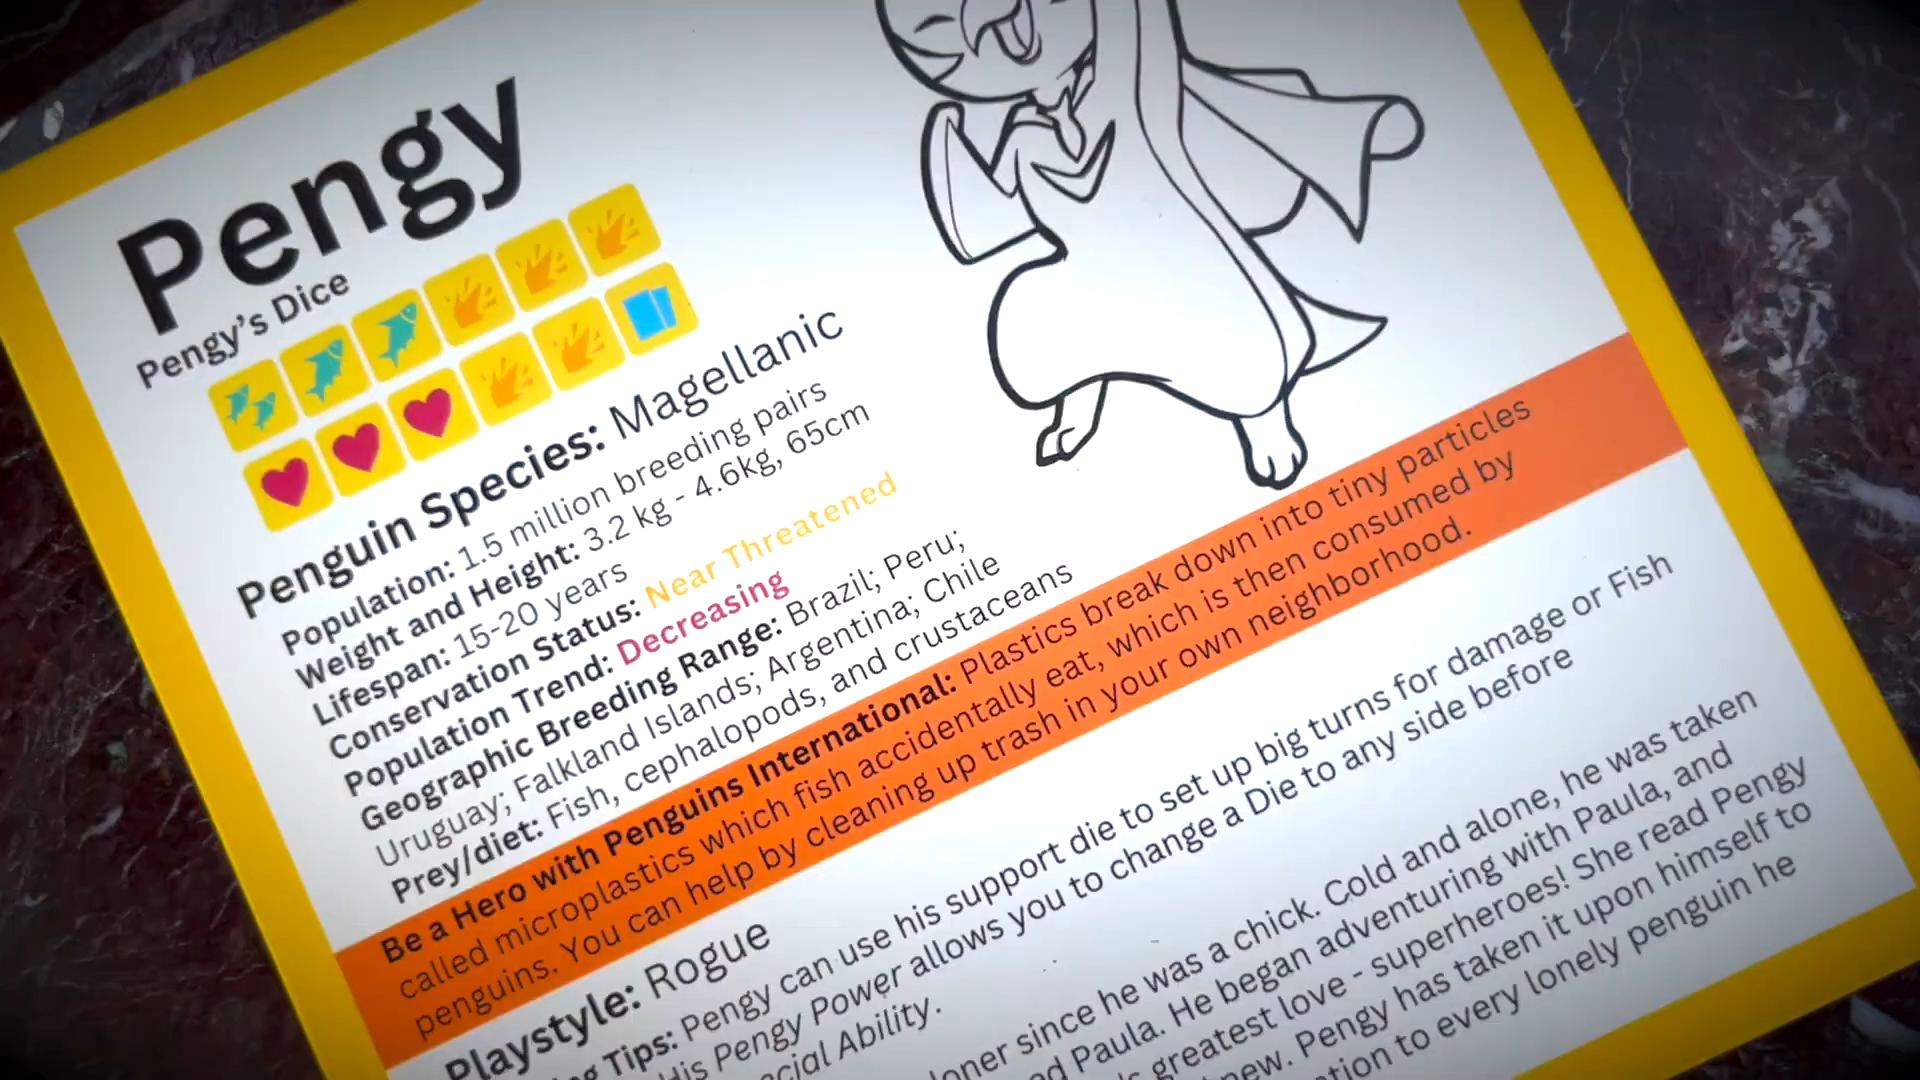 Pengy
Pengy's Dice
Penguin Species: Magellanic
Population: 1.5 million breeding pairs
Weight and Height: 3.2 kg - 4.6kg, 65cm
Lifespan: 15-20 years
Conservation Status: Near Threatened
Population Trend: Decreasing
Geographic Breeding Range: Brazil; Peru;
Uruguay; Falkland Islands; Argentina; Chile
Prey/diet: Fish, cephalopods, and crustaceans
Be a Hero with Penguins International: Plastics break down into tiny particles
called microplastics which fish accidentally eat, which is then consumed by
penguins. You can help by cleaning up trash in your own neighborhood.
Playstyle: Rogue
Tips: Pengy can use his support die to set up big turns for damage or Fish
His Pengy Power allows you to change a Die to any side before
Ability.
since he was a chick. Cold and alone, he was taken
Paula. He began adventuring with Paula, and
greatest love - superheroes! She read Pengy
Pengy has taken it upon himself to
to every lonely penguin he